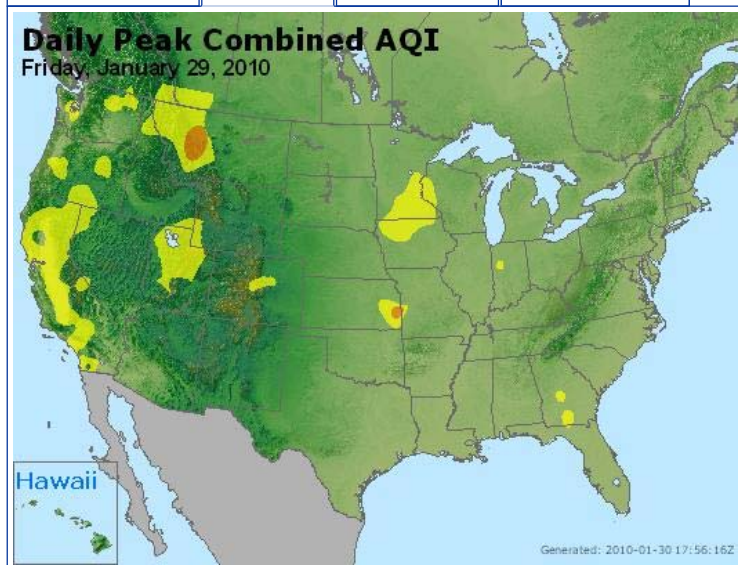 Daily Peak Combined AQI
Friday, January 29, 2010
Hawaii
Generated: 2010-01-30 17:56:16Z